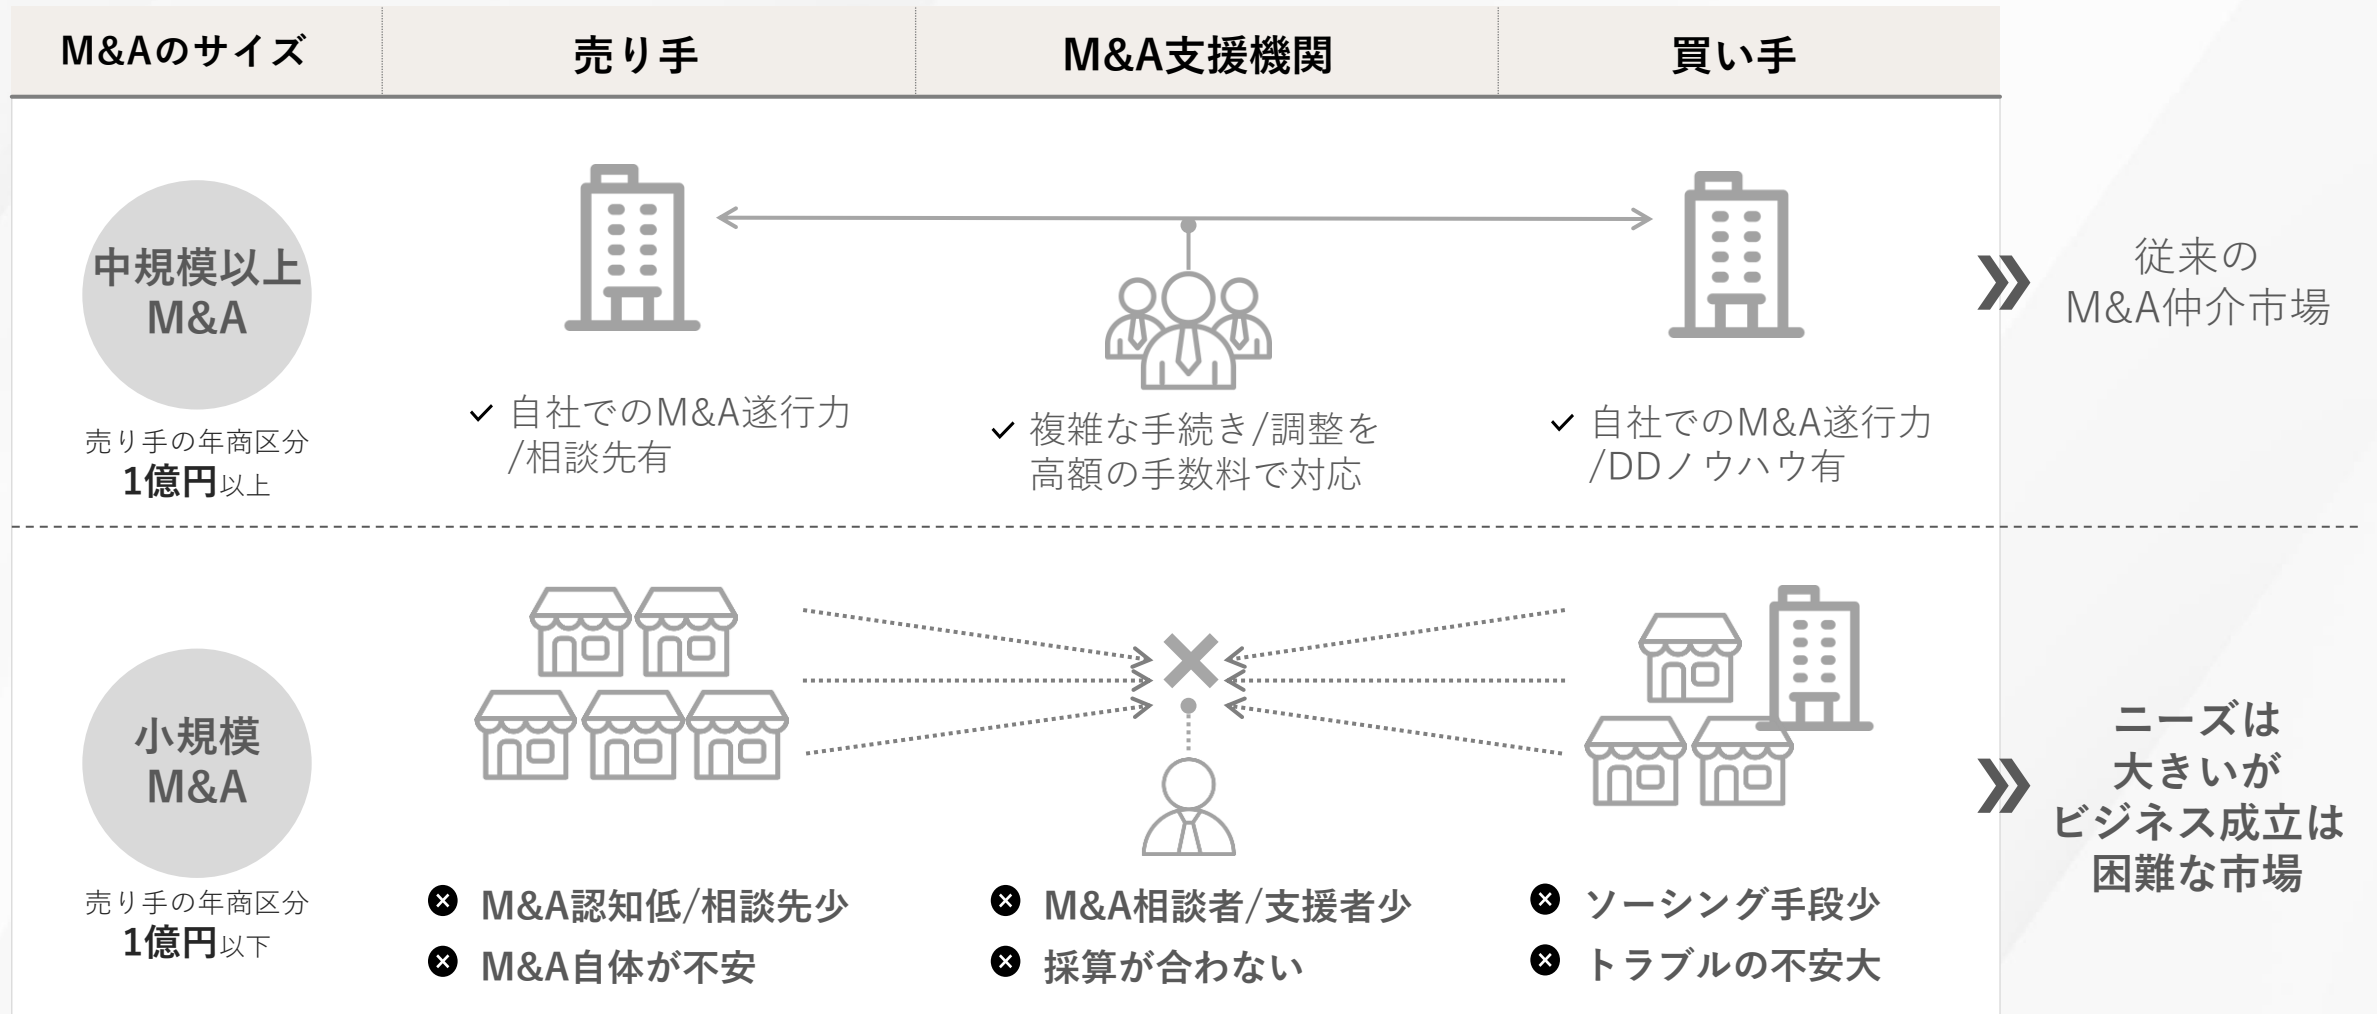 M&Aのサイズ
売り手
M&A支援機関
買い手
中規模以上
M&A
売り手の年商区分
1億円以上
自社でのM&A遂行力
/相談先有
複雑な手続き/調整を
高額の手数料で対応
自社でのM&A遂行力
/DDノウハウ有
従来の
M&A仲介市場
小規模
M&A
売り手の年商区分
1億円以下
M&A認知低/相談先少
M&A自体が不安
M&A相談者/支援者少
採算が合わない
ソーシング手段少
トラブルの不安大
ニーズは
大きいが
ビジネス成立は
困難な市場